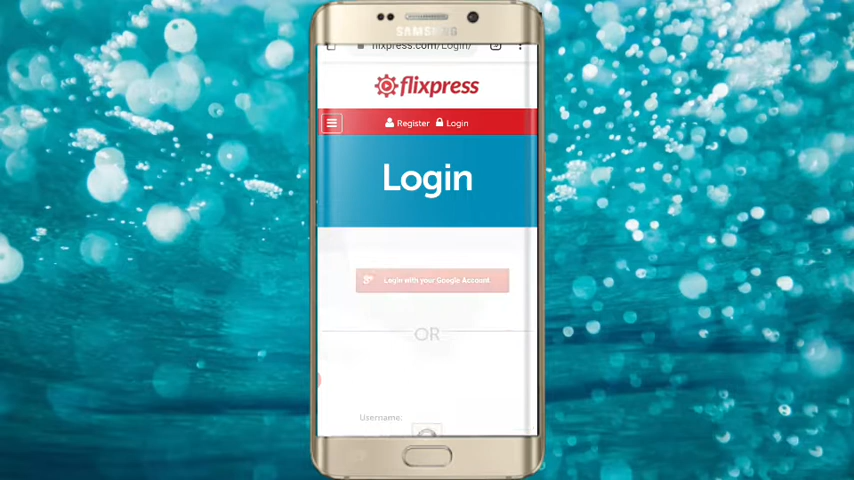 SAMSUNG
flixpress.com/Login/
flixpress
Register Login
Login
Login with your Google Account
OR
Username: